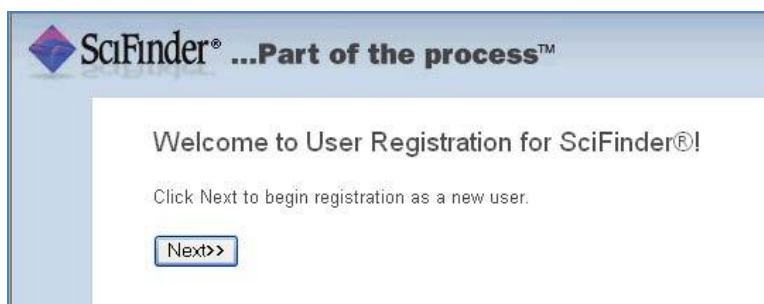 SciFinder® ...Part of the process™
Welcome to User Registration for SciFinder®!
Click Next to begin registration as a new user.
Next>>